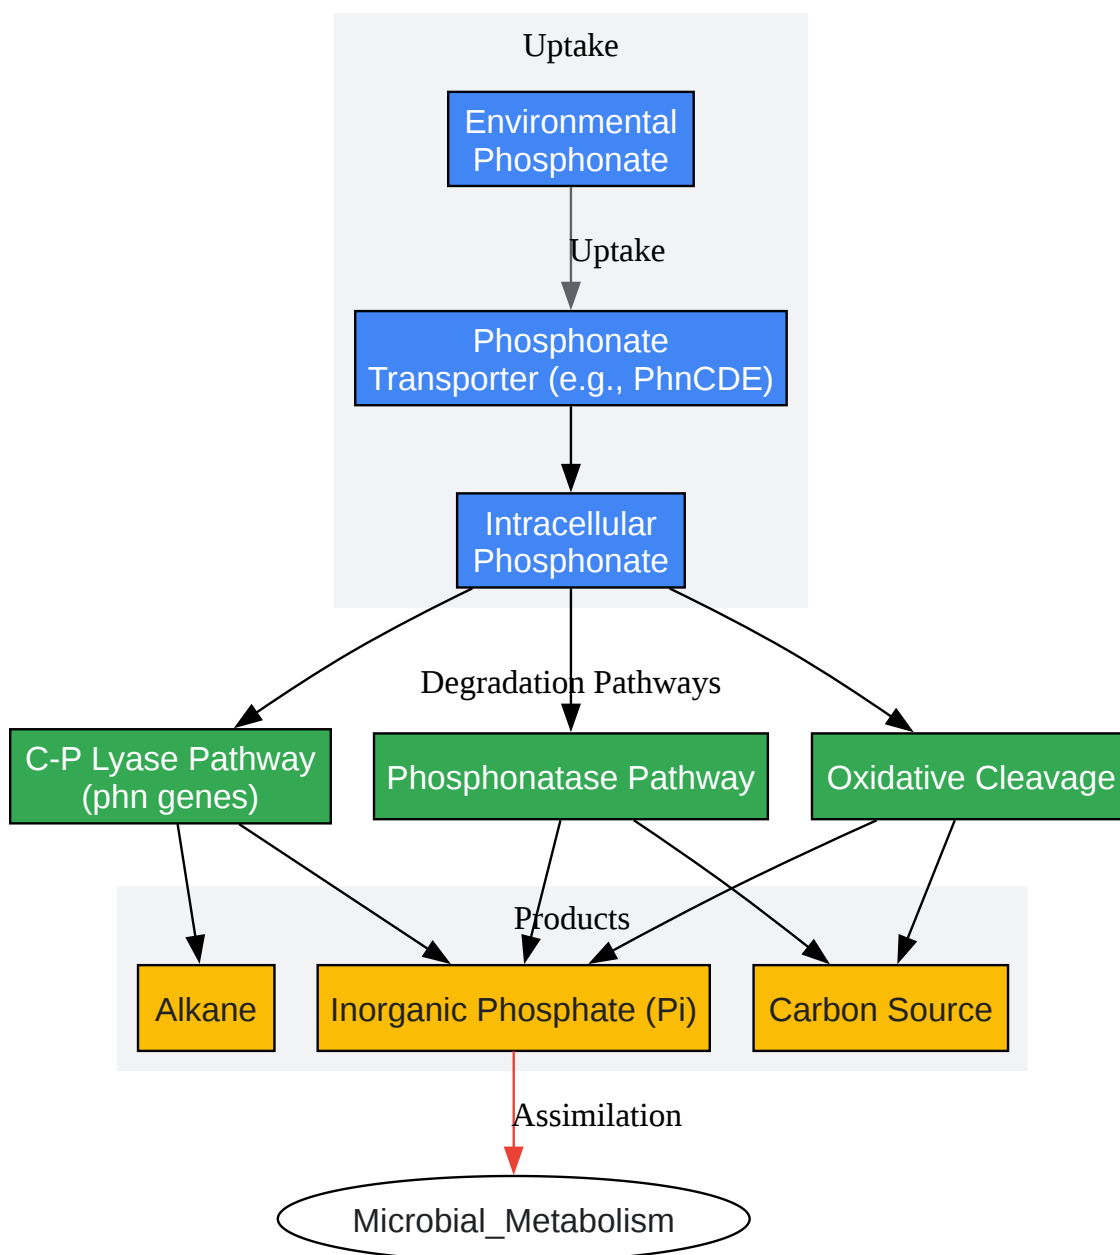 Uptake
Environmental
Phosphonate
Uptake
Phosphonate
Transporter (e.g., PhnCDE)
Intracellular
Phosphonate
Degradation Pathways
C-P Lyase Pathway
(phn genes)
Phosphonatase Pathway
Oxidative Cleavage
Products
Alkane
Inorganic Phosphate (Pi)
Carbon Source
Assimilation
Microbial_Metabolism